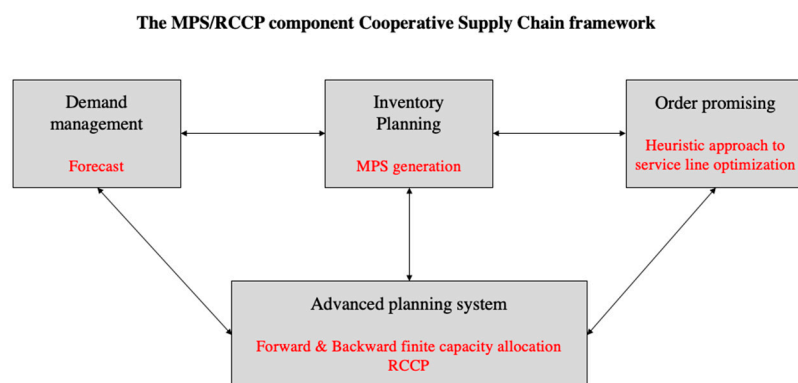 The MPS/RCCP component Cooperative Supply Chain framework
Demand
management
Forecast
Inventory
Planning
MPS generation
Order promising
Heuristic approach to
service line optimization
Advanced planning system
Forward & Backward finite capacity allocation
RCCP